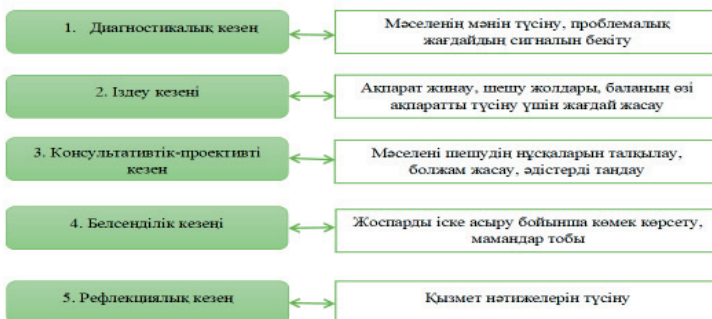 1. Диагностикалық кезең
Мәселенің мәнін түсіну, проблемалық
жағдайдың сигналын бекіту
2. Іздеу кезеңі
Ақпарат жинау, шешу жолдары, баланың өзі
ақпаратты түсіну үшін жағдай жасау
3. Консультативтік-проективті
кезең
Мәселені шешудің нұсқаларын талқылау,
болжам жасау, әдістерді таңдау
4. Белсенділік кезеңі
Жоспарды іске асыру бойынша көмек көрсету,
мамандар тобы
5. Рефлекциялық кезең
Қызмет нәтижелерін түсіну